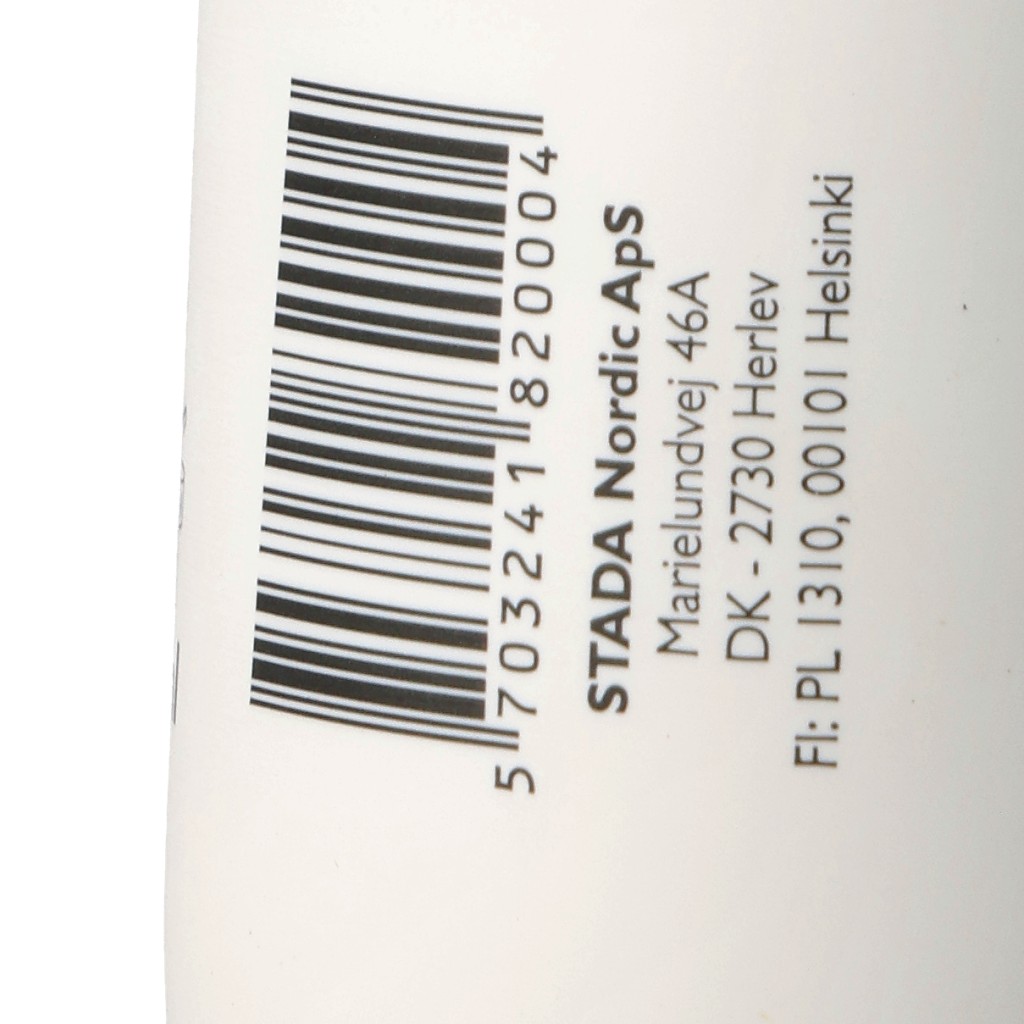 5 703241 820004
STADA Nordic ApS
Marielundvej 46A
DK - 2730 Herlev
FI: PL 1310, 00101 Helsinki